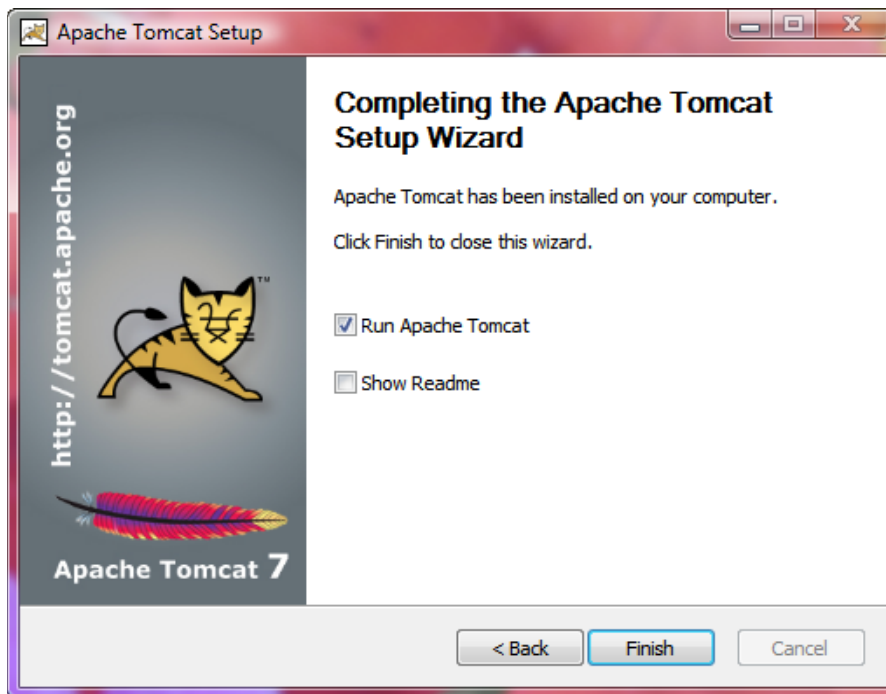 Apache Tomcat Setup
http://tomcat.apache.org
TM
Apache Tomcat 7
Completing the Apache Tomcat
Setup Wizard
Apache Tomcat has been installed on your computer.
Click Finish to close this wizard.
Run Apache Tomcat
Show Readme
< Back
Finish
Cancel